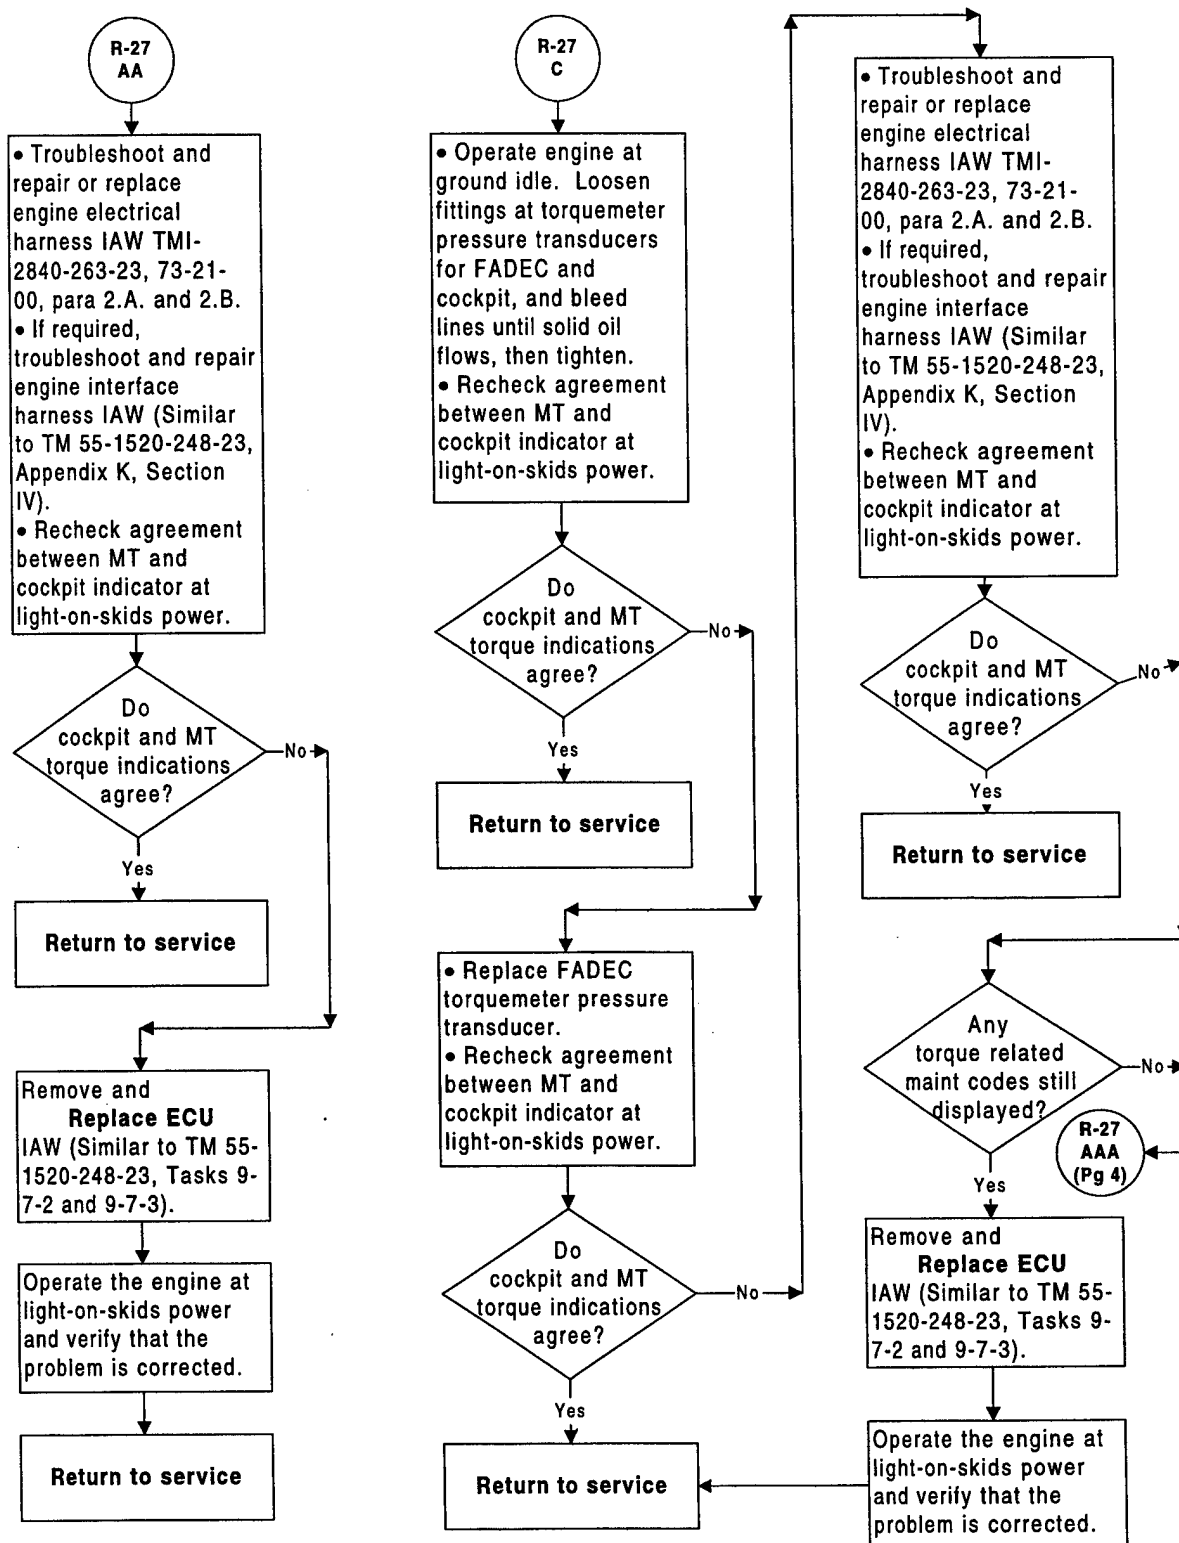 R-27
AA
• Troubleshoot and
repair or replace
engine electrical
harness IAW TMI-
2840-263-23, 73-21-
00, para 2.A. and 2.B.
• If required,
troubleshoot and repair
engine interface
harness IAW (Similar
to TM 55-1520-248-23,
Appendix K, Section
IV).
• Recheck agreement
between MT and
cockpit indicator at
light-on-skids power.
Do
cockpit and MT
torque indications
agree?
No
Yes
Return to service
Remove and
Replace ECU
IAW (Similar to TM 55-
1520-248-23, Tasks 9-
7-2 and 9-7-3).
Operate the engine at
light-on-skids power
and verify that the
problem is corrected.
Return to service
R-27
C
• Operate engine at
ground idle. Loosen
fittings at torquemeter
pressure transducers
for FADEC and
cockpit, and bleed
lines until solid oil
flows, then tighten.
• Recheck agreement
between MT and
cockpit indicator at
light-on-skids power.
Do
cockpit and MT
torque indications
agree?
No
Yes
Return to service
• Replace FADEC
torquemeter pressure
transducer.
• Recheck agreement
between MT and
cockpit indicator at
light-on-skids power.
Do
cockpit and MT
torque indications
agree?
No
Yes
Return to service
• Troubleshoot and
repair or replace
engine electrical
harness IAW TMI-
2840-263-23, 73-21-
00, para 2.A. and 2.B.
• If required,
troubleshoot and repair
engine interface
harness IAW (Similar
to TM 55-1520-248-23,
Appendix K, Section
IV).
• Recheck agreement
between MT and
cockpit indicator at
light-on-skids power.
Do
cockpit and MT
torque indications
agree?
No
Yes
Return to service
Any
torque related
maint codes still
displayed?
No
R-27
AAA
(Pg 4)
Yes
Remove and
Replace ECU
IAW (Similar to TM 55-
1520-248-23, Tasks 9-
7-2 and 9-7-3).
Operate the engine at
light-on-skids power
and verify that the
problem is corrected.